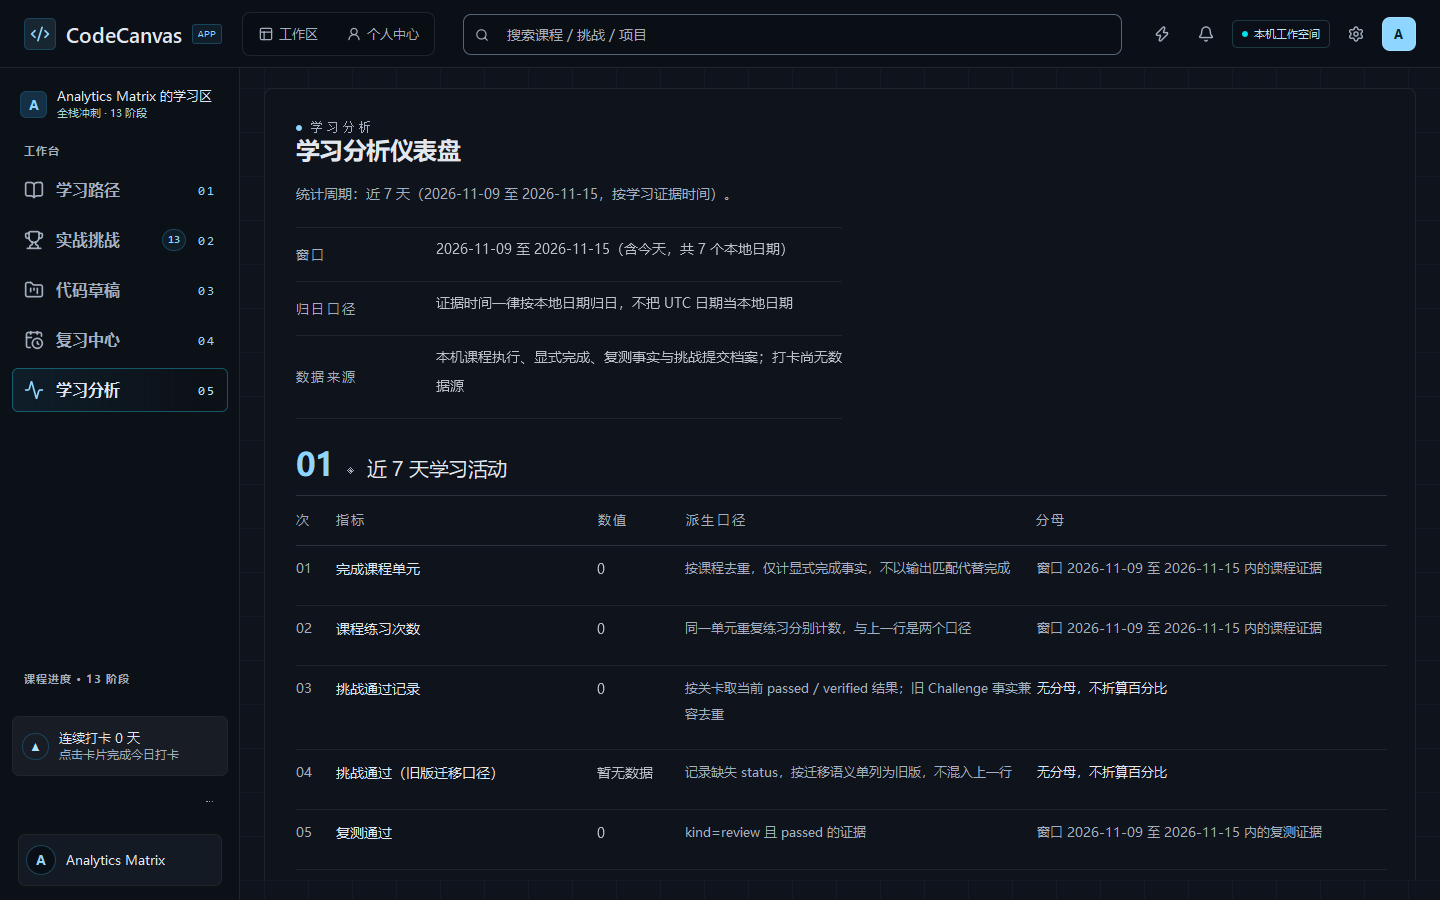 CodeCanvas APP
工作区
个人中心
搜索课程 / 挑战 / 项目
本机工作空间
A
A
Analytics Matrix 的学习区
全栈冲刺 · 13 阶段
工作台
学习路径 01
实战挑战 13 02
代码草稿 03
复习中心 04
学习分析 05
课程进度 • 13 阶段
连续打卡 0 天
点击卡片完成今日打卡
...
A Analytics Matrix
学习分析
学习分析仪表盘
统计周期：近 7 天（2026-11-09 至 2026-11-15，按学习证据时间）。
窗口 2026-11-09 至 2026-11-15（含今天，共 7 个本地日期）
归日口径 证据时间一律按本地日期归日，不把 UTC 日期当本地日期
数据来源 本机课程执行、显式完成、复测事实与挑战提交档案；打卡尚无数
据源
01 近 7 天学习活动
次 指标 数值 派生口径 分母
01 完成课程单元 0 按课程去重，仅计显式完成事实，不以输出匹配代替完成 窗口 2026-11-09 至 2026-11-15 内的课程证据
02 课程练习次数 0 同一单元重复练习分别计数，与上一行是两个口径 窗口 2026-11-09 至 2026-11-15 内的课程证据
03 挑战通过记录 0 按关卡取当前 passed / verified 结果；旧 Challenge 事实兼 无分母，不折算百分比
容去重
04 挑战通过（旧版迁移口径） 暂无数据 记录缺失 status，按迁移语义单列为旧版，不混入上一行 无分母，不折算百分比
05 复测通过 0 kind=review 且 passed 的证据 窗口 2026-11-09 至 2026-11-15 内的复测证据